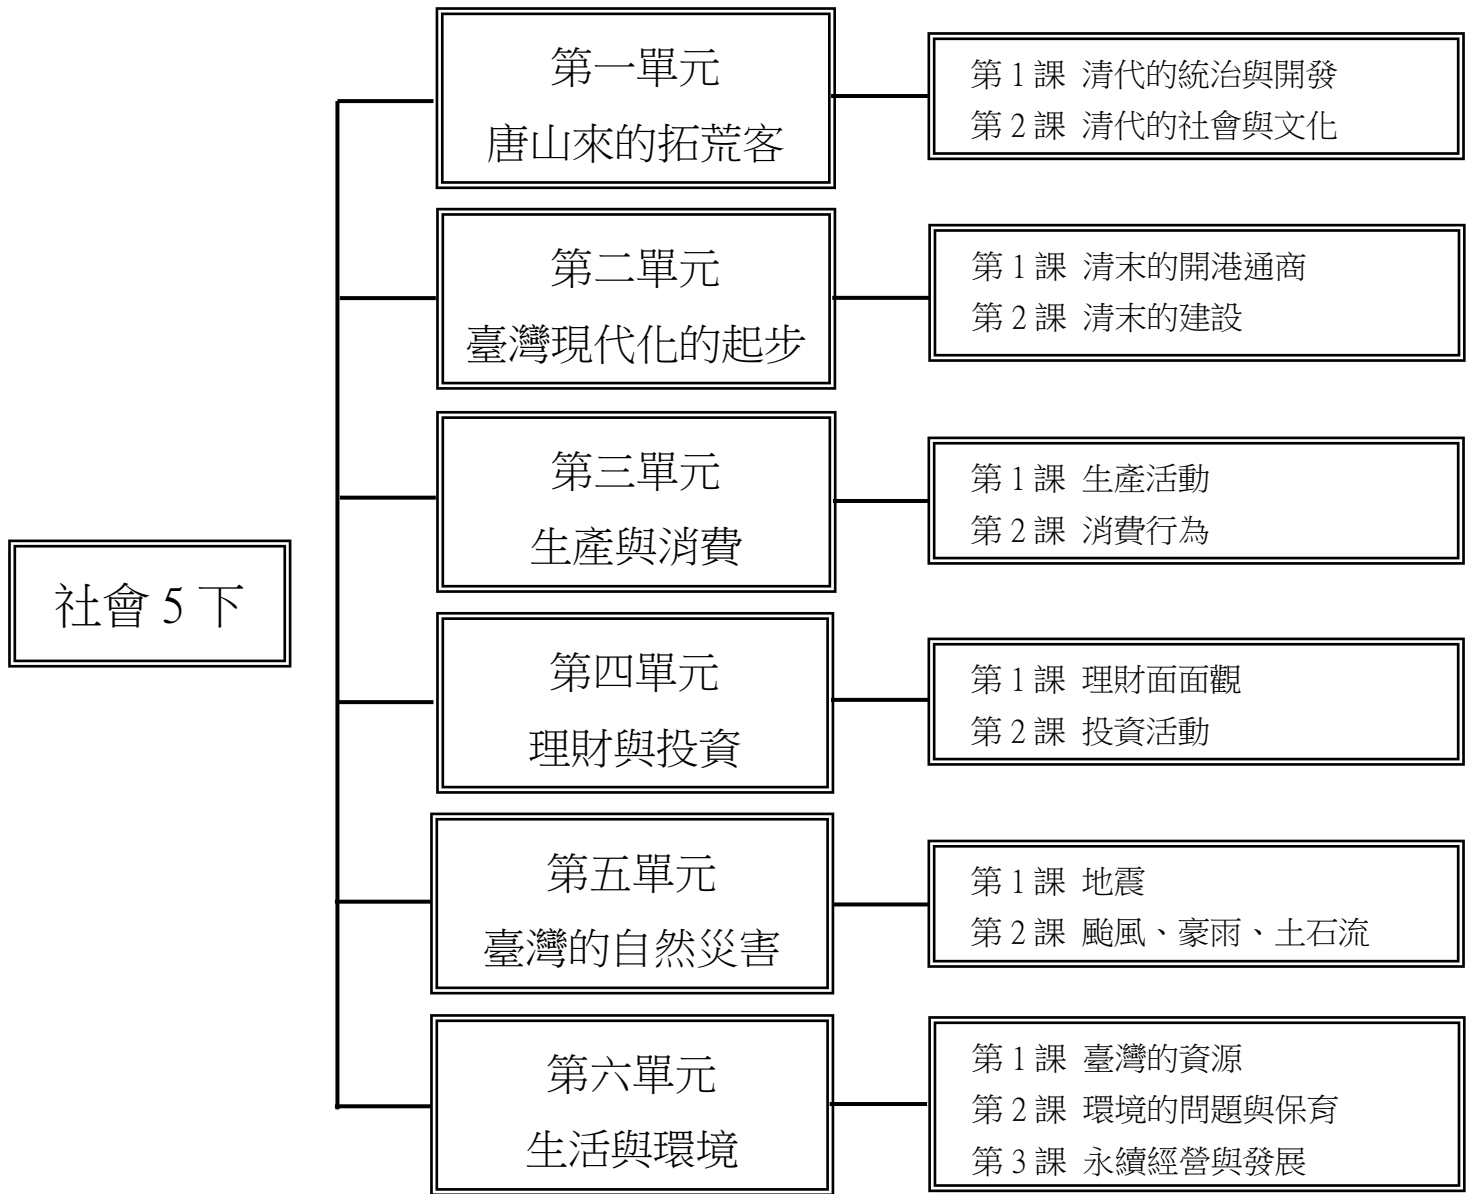 社會 5 下
第一單元
唐山來的拓荒客
第 1 課 清代的統治與開發
第 2 課 清代的社會與文化
第二單元
臺灣現代化的起步
第 1 課 清末的開港通商
第 2 課 清末的建設
第三單元
生產與消費
第 1 課 生產活動
第 2 課 消費行為
第四單元
理財與投資
第 1 課 理財面面觀
第 2 課 投資活動
第五單元
臺灣的自然災害
第 1 課 地震
第 2 課 颱風、豪雨、土石流
第六單元
生活與環境
第 1 課 臺灣的資源
第 2 課 環境的問題與保育
第 3 課 永續經營與發展